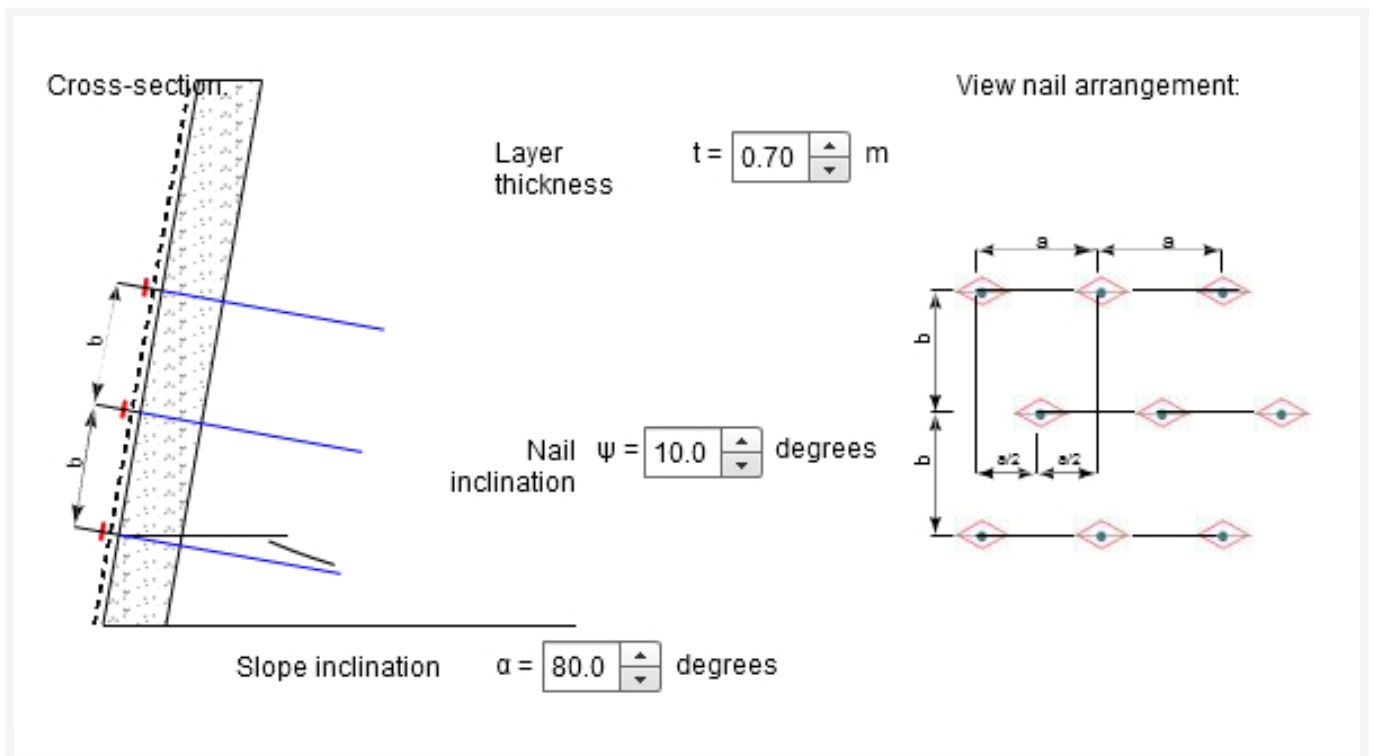 Cross-section:
View nail arrangement:
Layer
thickness
t = 0.70 m
a a
b
b
b
Nail
inclination
ψ = 10.0 degrees
b
a/2 a/2
Slope inclination α = 80.0 degrees